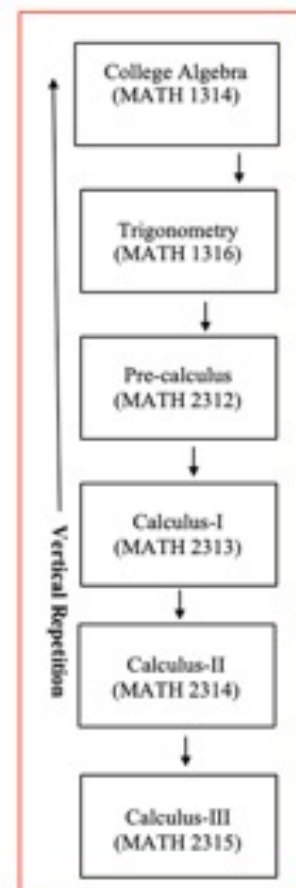 College Algebra
(MATH 1314)
Trigonometry
(MATH 1316)
Pre-calculus
(MATH 2312)
Calculus-I
(MATH 2313)
Vertical Repetition
Calculus-II
(MATH 2314)
Calculus-III
(MATH 2315)